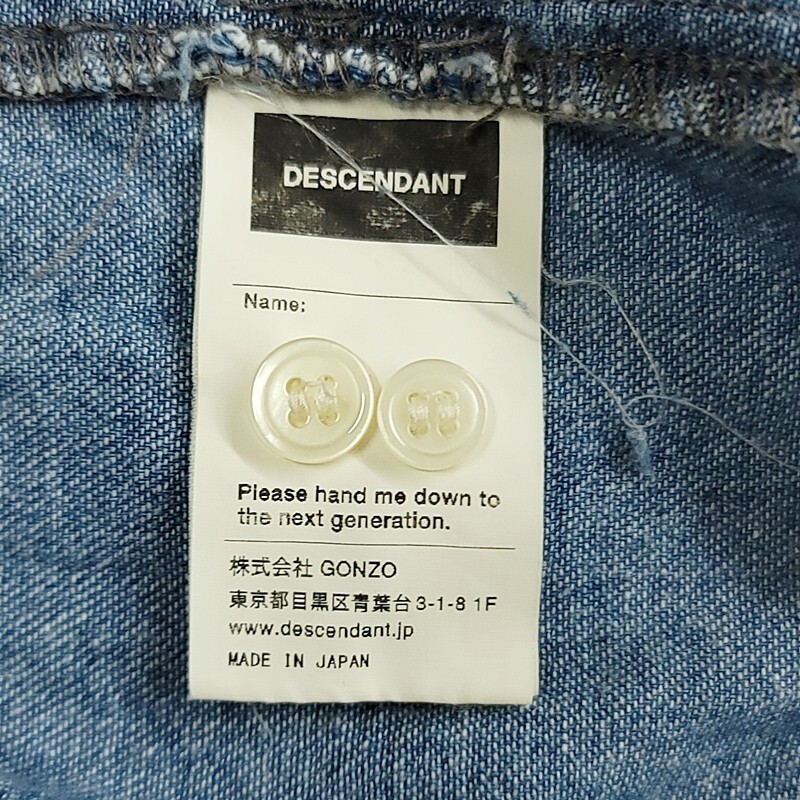 DESCENDANT
Name:
Please hand me down to
the next generation.
株式会社 GONZO
東京都目黒区青葉台3-1-8 1F
www.descendant.jp
MADE IN JAPAN